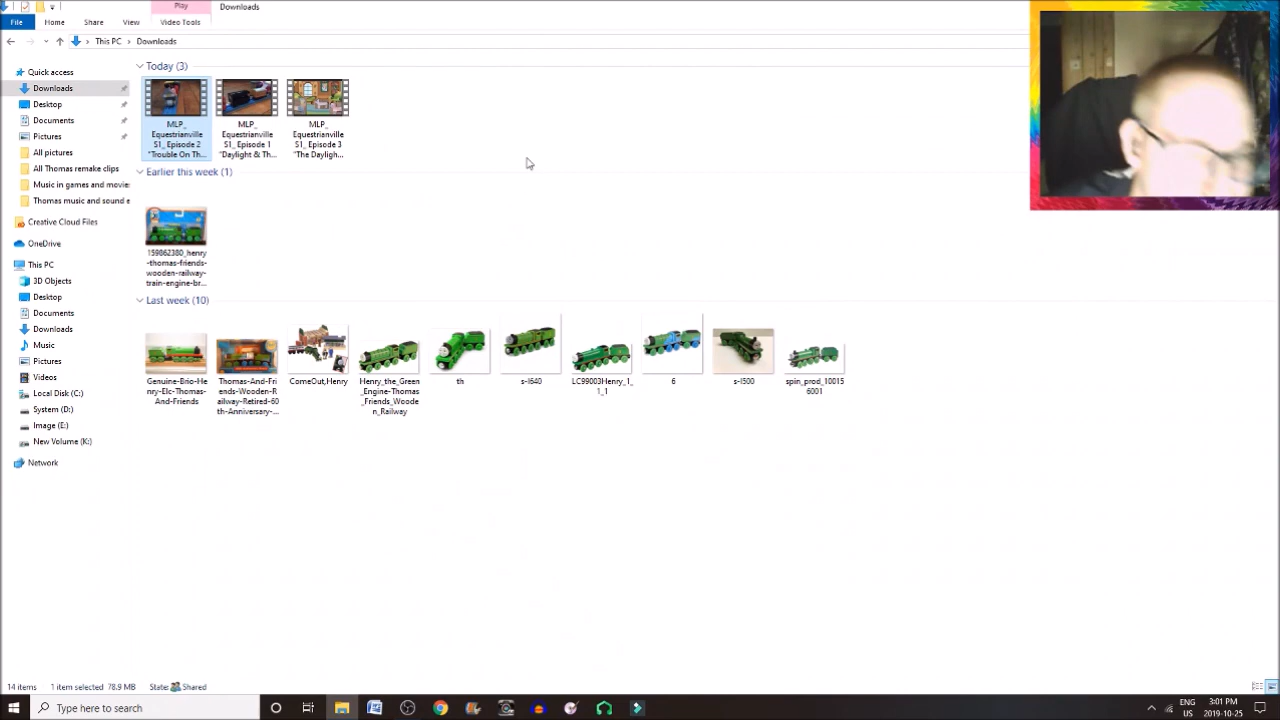 Play
Downloads
File
Home
Share
View
Video Tools
This PC
Downloads
Quick access
Downloads
Desktop
Documents
Pictures
All pictures
All Thomas remake clips
Music in games and movies
Thomas music and sound e
Creative Cloud Files
OneDrive
This PC
3D Objects
Desktop
Documents
Downloads
Music
Pictures
Videos
Local Disk (C:)
System (D:)
Image (E:)
New Volume (K:)
Network
Today (3)
MLP_
Equestrianville
S1_ Episode 2
"Trouble On Th...
MLP_
Equestrianville
S1_ Episode 1
"Daylight & Th...
MLP_
Equestrianville
S1_ Episode 3
"The Dayligh...
Earlier this week (1)
159862380_henry
-thomas-friends-
wooden-railway-
train-engine-br...
Last week (10)
Genuine-Brio-He
nry-Elc-Thomas-
And-Friends
Thomas-And-Fri
ends-Wooden-R
ailway-Retired-60
th-Anniversary-...
ComeOut,Henry
Henry_the_Green
_Engine-Thomas
_Friends_Woode
n_Railway
th
s-l640
LC99003Henry_1_
1_1
6
s-l500
spin_prod_10015
6001
14 items
1 item selected 78.9 MB
State: Shared
Type here to search
ENG
US
3:01 PM
2019-10-25